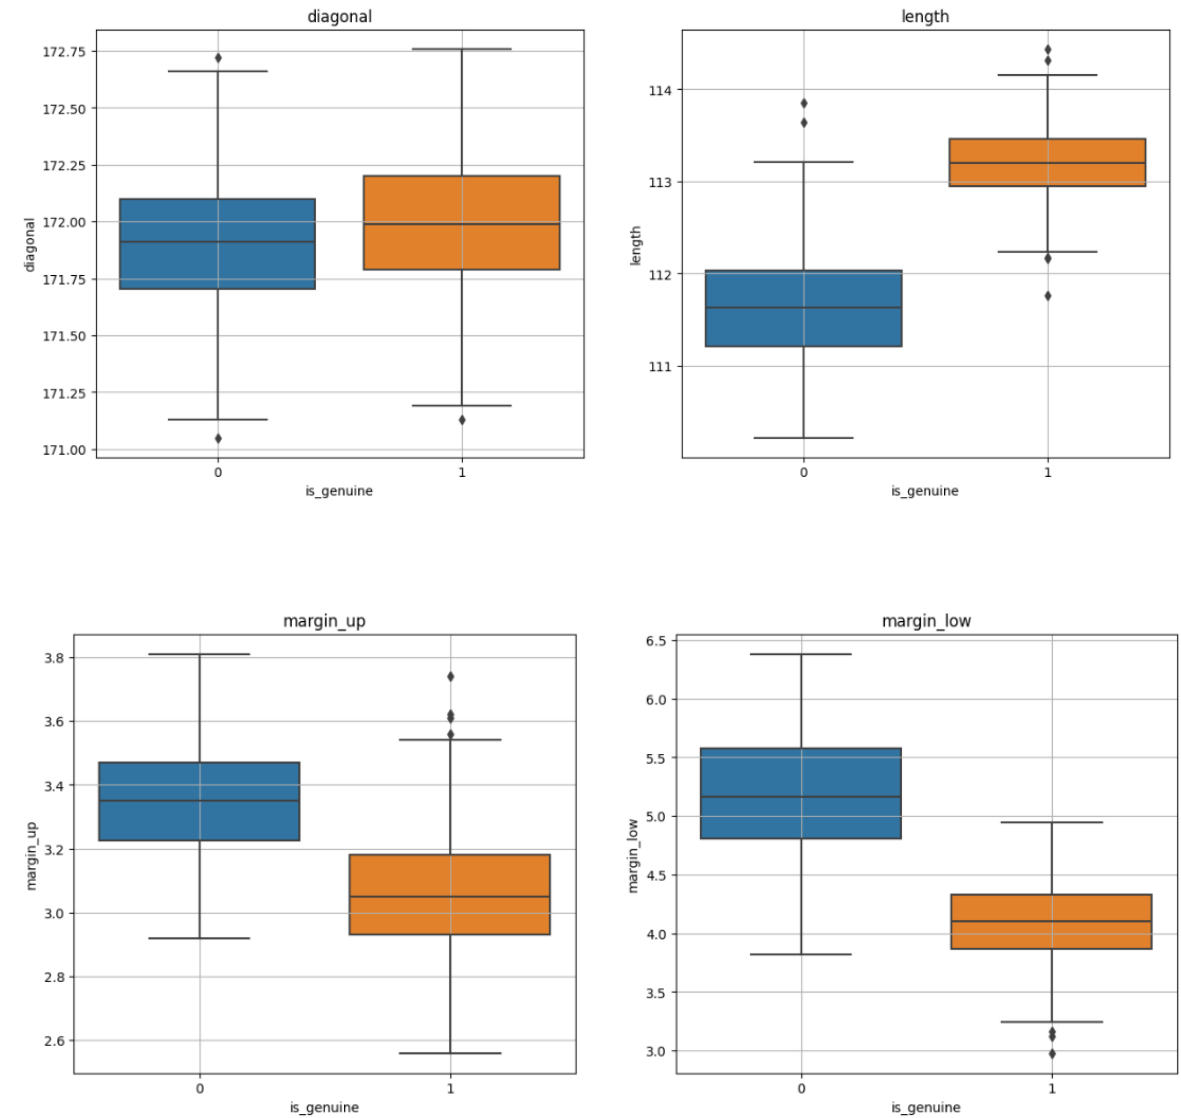 diagonal
172.75
172.50
172.25
172.00
171.75
171.50
171.25
171.00
diagonal
0 1
is_genuine
length
114
113
112
111
length
0 1
is_genuine
margin_up
3.8
3.6
3.4
3.2
3.0
2.8
2.6
margin_up
0 1
is_genuine
margin_low
6.5
6.0
5.5
5.0
4.5
4.0
3.5
3.0
margin_low
0 1
is_genuine